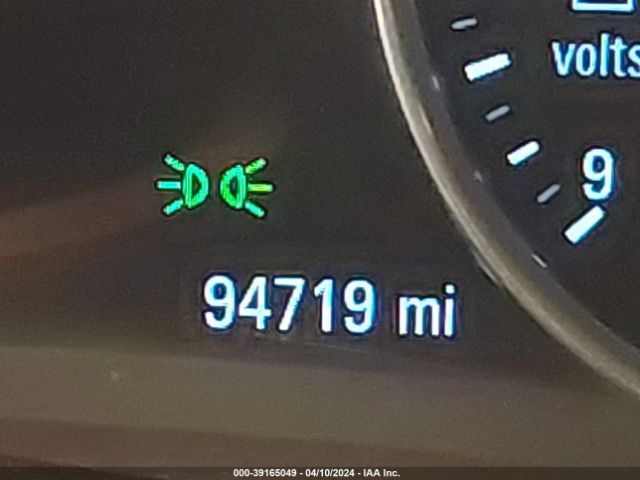 volts
9
94719 mi
000-39165049 - 04/10/2024 - IAA Inc.